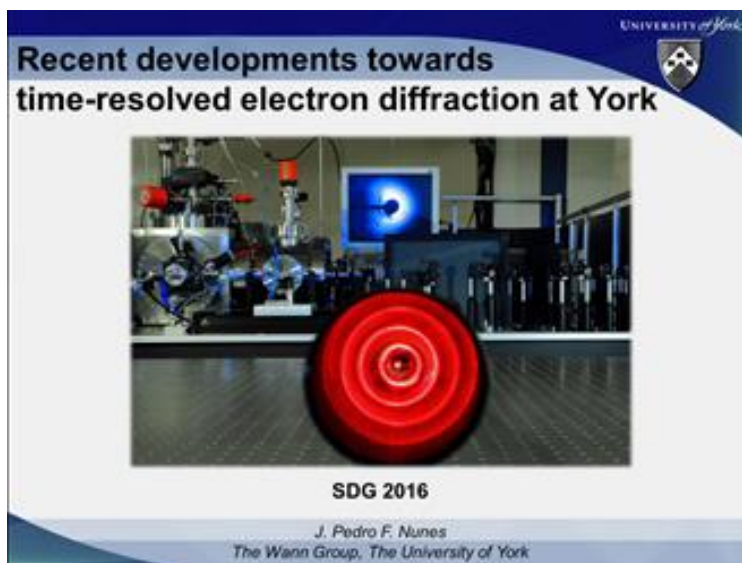 UNIVERSITY of York
Recent developments towards
time-resolved electron diffraction at York
SDG 2016
J. Pedro F. Nunes
The Wann Group, The University of York